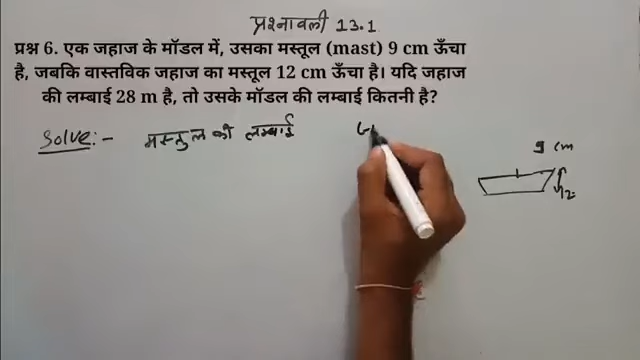 प्रश्नावली 13.1
प्रश्न 6. एक जहाज के मॉडल में, उसका मस्तूल (mast) 9 cm ऊँचा
है, जबकि वास्तविक जहाज का मस्तूल 12 cm ऊँचा है। यदि जहाज
की लम्बाई 28 m है, तो उसके मॉडल की लम्बाई कितनी है?
Solve:- मस्तुल की लम्बाई
9 cm
12